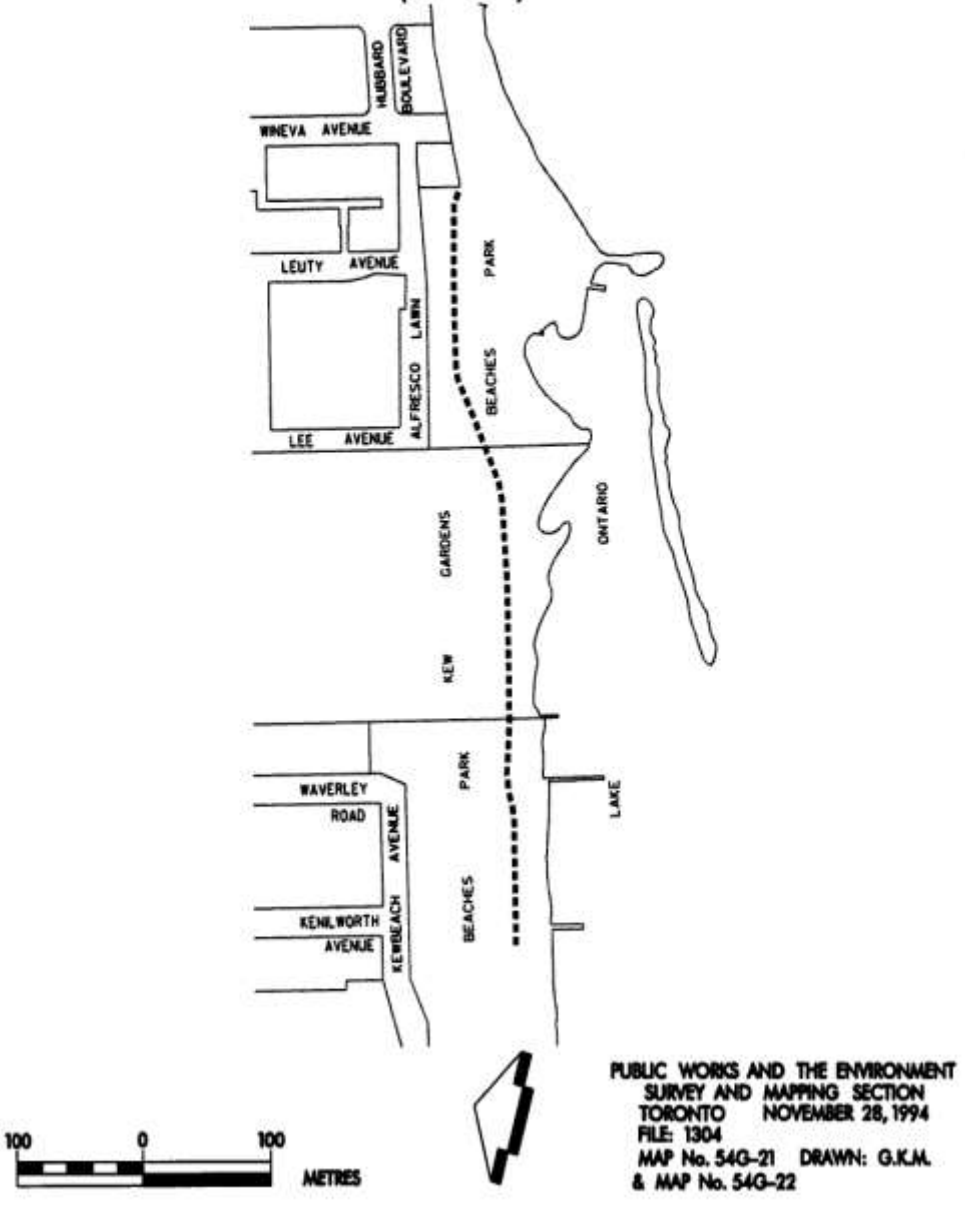 HUBBARD
BOULEVARD
WINEVA AVENUE
LEUTY AVENUE
ALFRESCO LAWN
BEACHES PARK
LEE AVENUE
KEW GARDENS
LAKE ONTARIO
BEACHES PARK
WAVERLEY
ROAD
KEWBEACH AVENUE
KENILWORTH
AVENUE
100 0 100
METRES
PUBLIC WORKS AND THE ENVIRONMENT
SURVEY AND MAPPING SECTION
TORONTO NOVEMBER 28, 1994
FILE: 1304
MAP No. 54G-21 DRAWN: G.K.M.
& MAP No. 54G-22